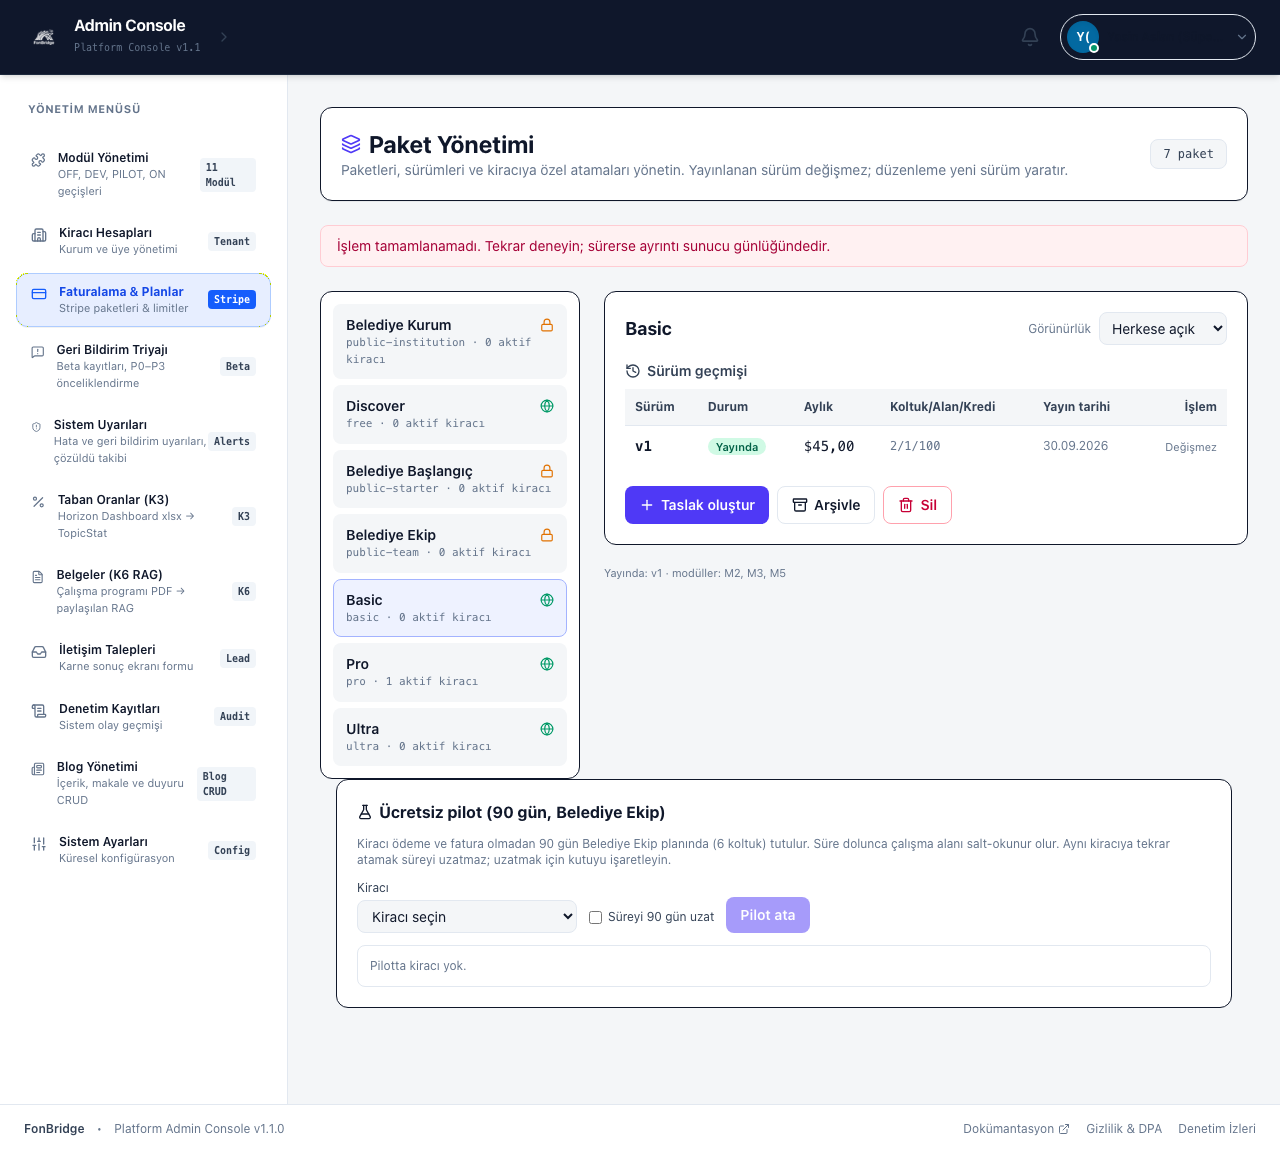 FonBridge
Admin Console
Platform Console v1.1
Y(
YÖNETİM MENÜSÜ
Modül Yönetimi
OFF, DEV, PILOT, ON
geçişleri
11
Modül
Kiracı Hesapları
Kurum ve üye yönetimi
Tenant
Faturalama & Planlar
Stripe paketleri & limitler
Stripe
Geri Bildirim Triyajı
Beta kayıtları, P0–P3
önceliklendirme
Beta
Sistem Uyarıları
Hata ve geri bildirim uyarıları,
çözüldü takibi
Alerts
Taban Oranlar (K3)
Horizon Dashboard xlsx →
TopicStat
K3
Belgeler (K6 RAG)
Çalışma programı PDF →
paylaşılan RAG
K6
İletişim Talepleri
Karne sonuç ekranı formu
Lead
Denetim Kayıtları
Sistem olay geçmişi
Audit
Blog Yönetimi
İçerik, makale ve duyuru
CRUD
Blog
CRUD
Sistem Ayarları
Küresel konfigürasyon
Config
Paket Yönetimi
Paketleri, sürümleri ve kiracıya özel atamaları yönetin. Yayınlanan sürüm değişmez; düzenleme yeni sürüm yaratır.
7 paket
İşlem tamamlanamadı. Tekrar deneyin; sürerse ayrıntı sunucu günlüğündedir.
Belediye Kurum
public-institution · 0 aktif
kiracı
Discover
free · 0 aktif kiracı
Belediye Başlangıç
public-starter · 0 aktif kiracı
Belediye Ekip
public-team · 0 aktif kiracı
Basic
basic · 0 aktif kiracı
Pro
pro · 1 aktif kiracı
Ultra
ultra · 0 aktif kiracı
Basic
Görünürlük
Herkese açık
Sürüm geçmişi
Sürüm Durum Aylık Koltuk/Alan/Kredi Yayın tarihi İşlem
v1 Yayında $45,00 2/1/100 30.09.2026 Değişmez
Taslak oluştur
Arşivle
Sil
Yayında: v1 · modüller: M2, M3, M5
Ücretsiz pilot (90 gün, Belediye Ekip)
Kiracı ödeme ve fatura olmadan 90 gün Belediye Ekip planında (6 koltuk) tutulur. Süre dolunca çalışma alanı salt-okunur olur. Aynı kiracıya tekrar
atamak süreyi uzatmaz; uzatmak için kutuyu işaretleyin.
Kiracı
Kiracı seçin
Süreyi 90 gün uzat
Pilot ata
Pilotta kiracı yok.
FonBridge • Platform Admin Console v1.1.0
Dokümantasyon
Gizlilik & DPA
Denetim İzleri